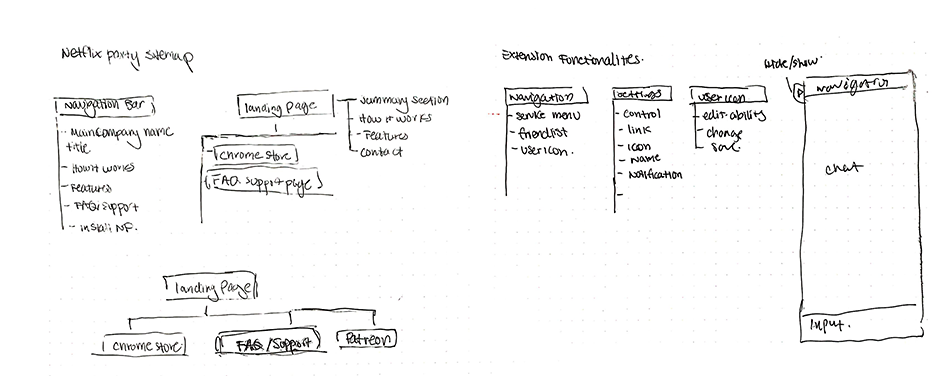 Netflix party sitemap
Navigation Bar
- Main Company name
title
- How it works
- Features
- FAQ/support
- install NP.
landing page
- summary section
- How it works
- Features
- contact
- chrome store
FAQ support page
landing page
chrome store
FAQ/Support
Patreon
Extension Functionalities.
Navigation
- service menu
- friendlist
- user icon.
Settings
- control
- link
- icon
- Name
- Notification
-
user icon
- edit-ability
- change
- save.
Hide/show.
navigation
chat
input.